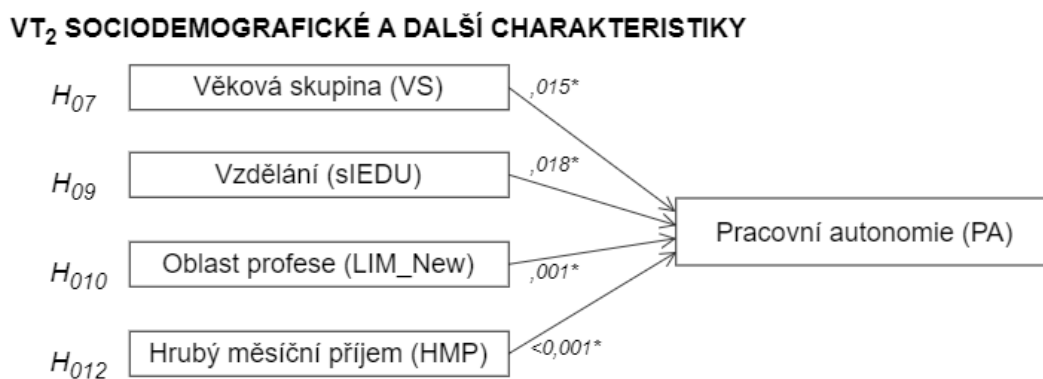 VT2 SOCIODEMOGRAFICKÉ A DALŠÍ CHARAKTERISTIKY
H07
Věková skupina (VS)
,015*
H09
Vzdělání (slEDU)
,018*
Pracovní autonomie (PA)
H010
Oblast profese (LIM_New)
,001*
H012
Hrubý měsíční příjem (HMP)
<0,001*